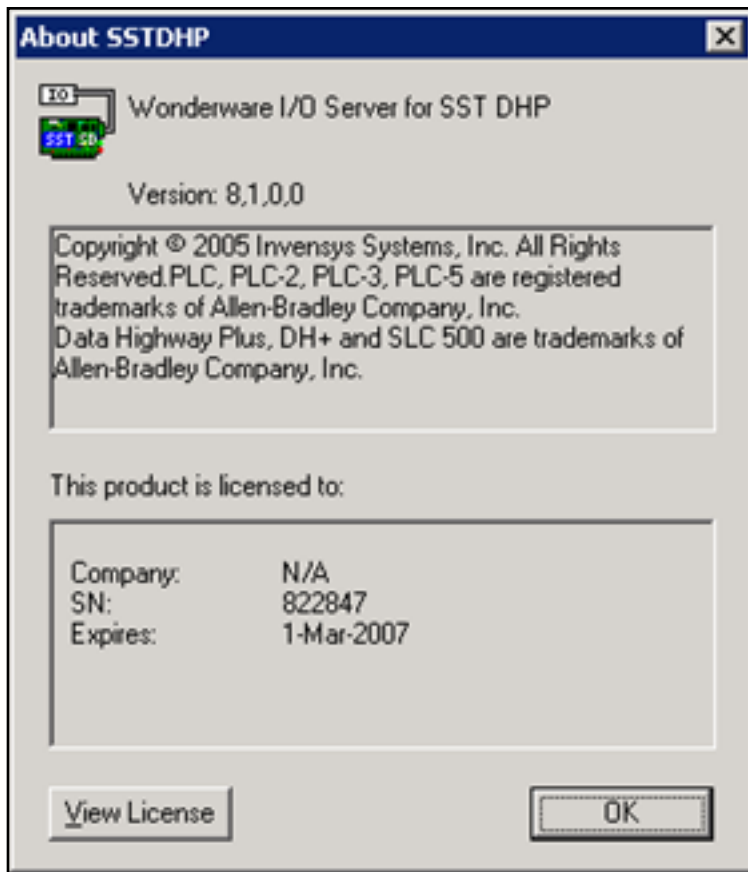 About SSTDHP
IO
SST SD
Wonderware I/O Server for SST DHP
Version: 8,1,0,0
Copyright © 2005 Invensys Systems, Inc. All Rights
Reserved.PLC, PLC-2, PLC-3, PLC-5 are registered
trademarks of Allen-Bradley Company, Inc.
Data Highway Plus, DH+ and SLC 500 are trademarks of
Allen-Bradley Company, Inc.
This product is licensed to:
Company: N/A
SN: 822847
Expires: 1-Mar-2007
View License
OK